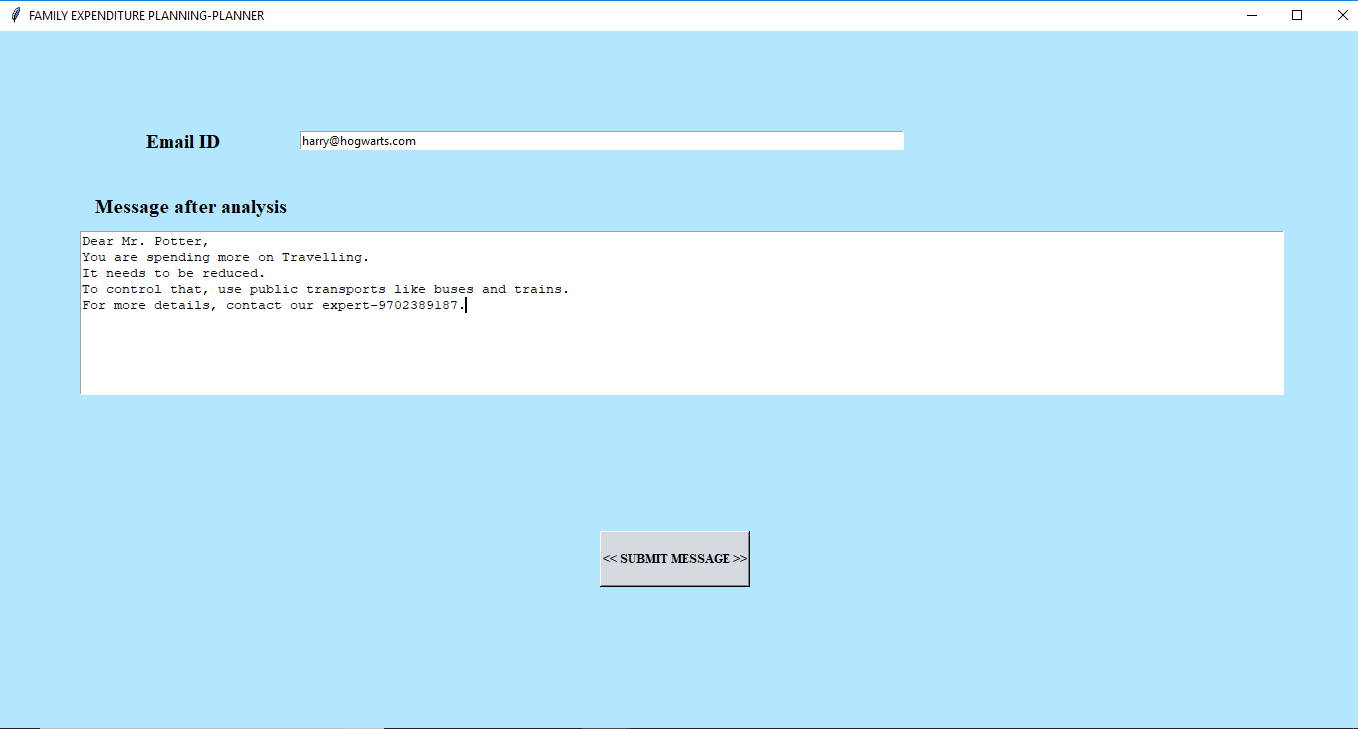 FAMILY EXPENDITURE PLANNING-PLANNER
Email ID
harry@hogwarts.com
Message after analysis
Dear Mr. Potter,
You are spending more on Travelling.
It needs to be reduced.
To control that, use public transports like buses and trains.
For more details, contact our expert-9702389187.
<< SUBMIT MESSAGE >>